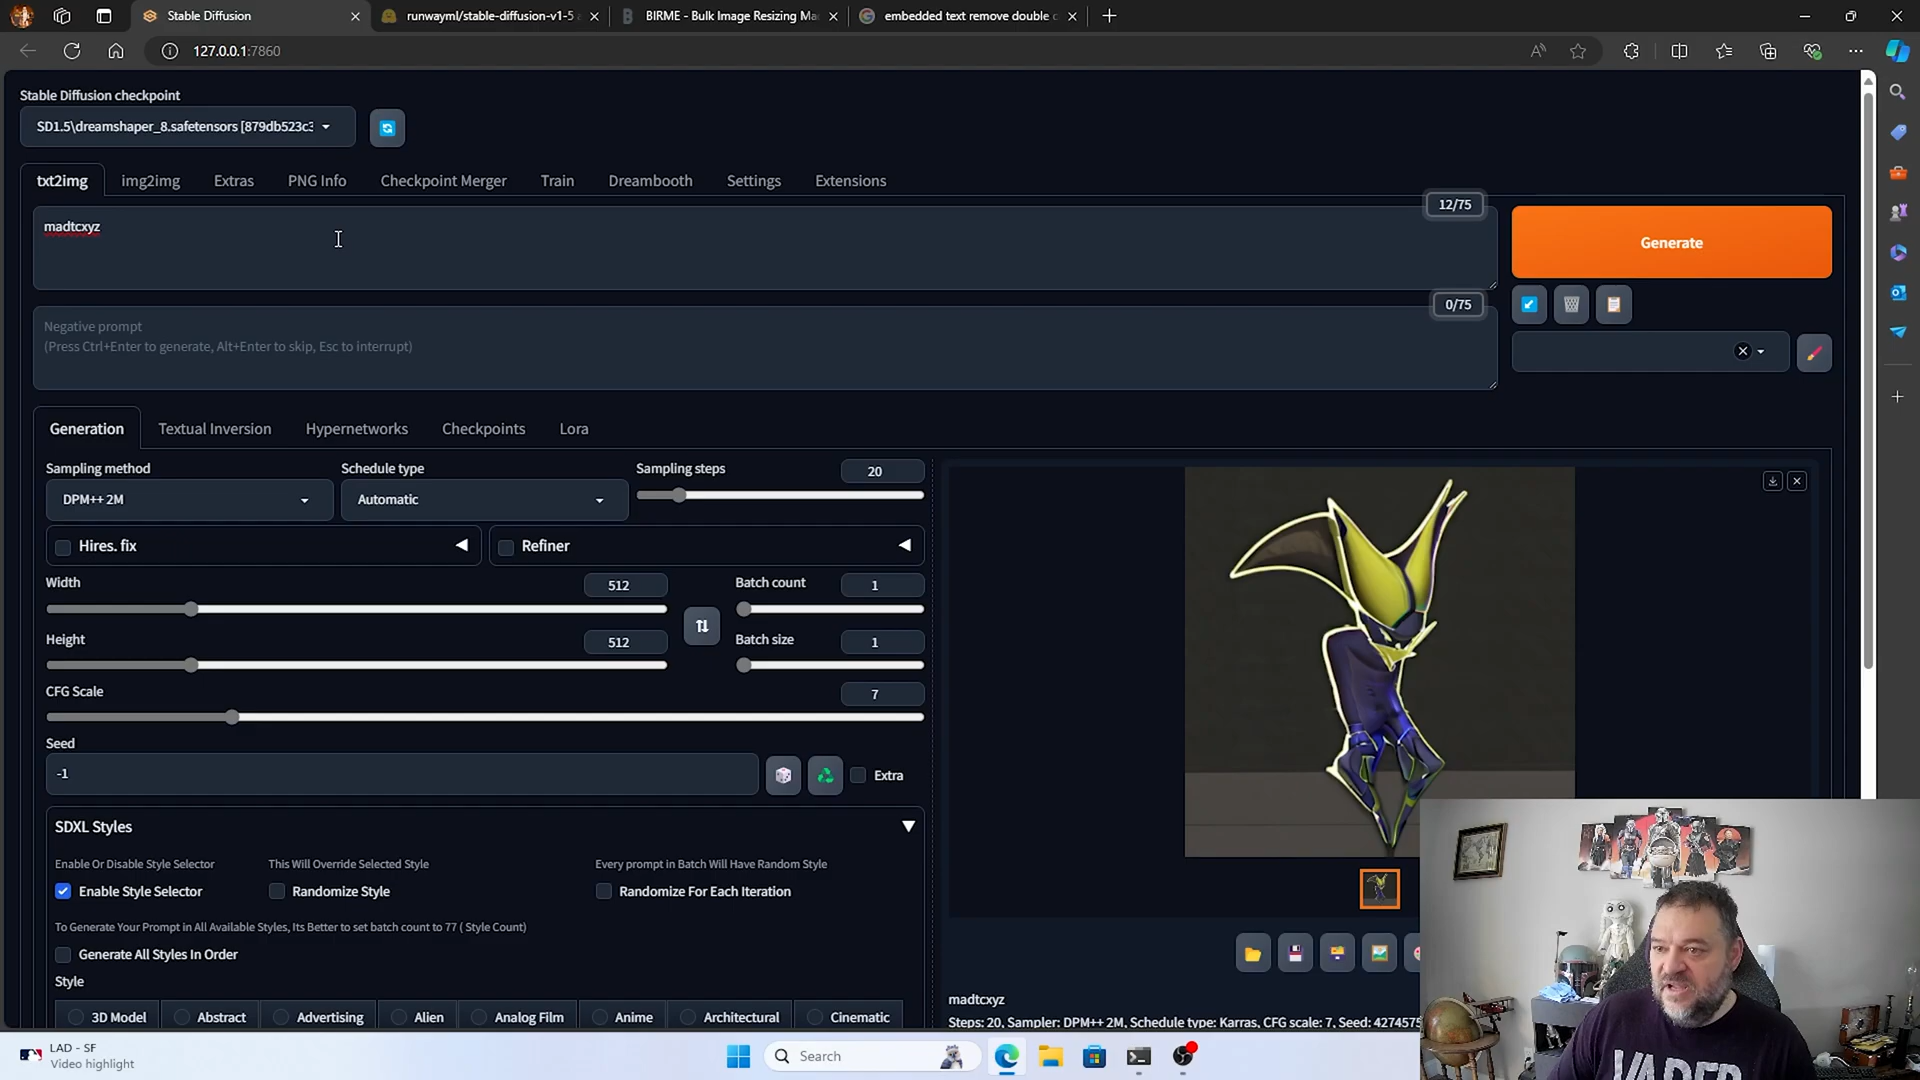 Stable Diffusion
runwayml/stable-diffusion-v1-5
BIRME - Bulk Image Resizing Ma
embedded text remove double
127.0.0.1:7860
Stable Diffusion checkpoint
SD1.5\dreamshaper_8.safetensors [879db523c3
txt2img
img2img
Extras
PNG Info
Checkpoint Merger
Train
Dreambooth
Settings
Extensions
12/75
madtcxyz
Generate
0/75
Negative prompt
(Press Ctrl+Enter to generate, Alt+Enter to skip, Esc to interrupt)
Generation
Textual Inversion
Hypernetworks
Checkpoints
Lora
Sampling method
DPM++ 2M
Schedule type
Automatic
Sampling steps
20
Hires. fix
Refiner
Width
512
Batch count
1
Height
512
Batch size
1
CFG Scale
7
Seed
-1
Extra
SDXL Styles
Enable Or Disable Style Selector
This Will Override Selected Style
Every prompt in Batch Will Have Random Style
Enable Style Selector
Randomize Style
Randomize For Each Iteration
To Generate Your Prompt in All Available Styles, Its Better to set batch count to 77 ( Style Count)
Generate All Styles In Order
Style
3D Model
Abstract
Advertising
Alien
Analog Film
Anime
Architectural
Cinematic
madtcxyz
Steps: 20, Sampler: DPM++ 2M, Schedule type: Karras, CFG scale: 7, Seed: 4274575
VADER
LAD - SF
Video highlight
Search